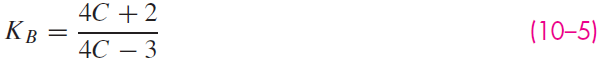 K_B = (4C + 2) / (4C − 3) (10–5)